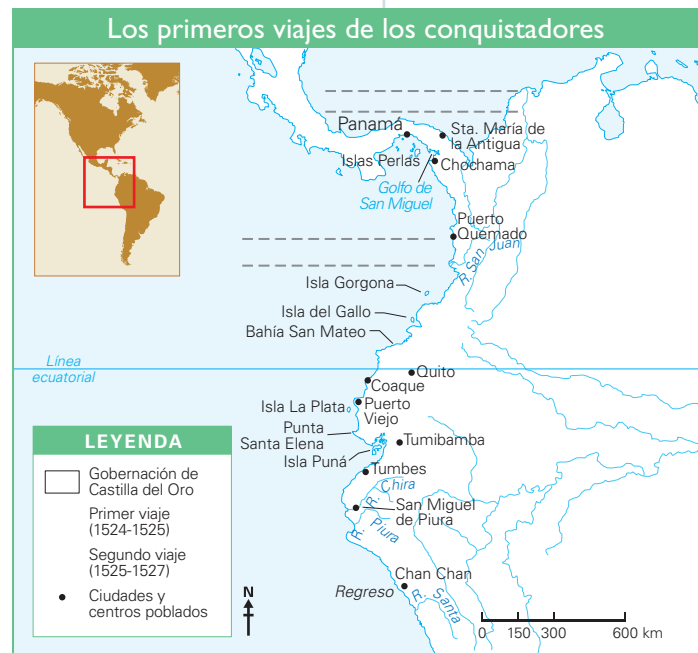 Los primeros viajes de los conquistadores
Panamá
Sta. María de
la Antigua
Islas Perlas
Chochama
Golfo de
San Miguel
Puerto
Quemado
R. San Juan
Isla Gorgona
Isla del Gallo
Bahía San Mateo
Línea
ecuatorial
Quito
Coaque
Isla La Plata
Puerto
Viejo
Punta
Santa Elena
Tumibamba
Isla Puná
Tumbes
R. Chira
San Miguel
de Piura
R. Piura
Chan Chan
Regreso
R. Santa
LEYENDA
Gobernación de
Castilla del Oro
Primer viaje
(1524-1525)
Segundo viaje
(1525-1527)
Ciudades y
centros poblados
N
0 150 300 600 km